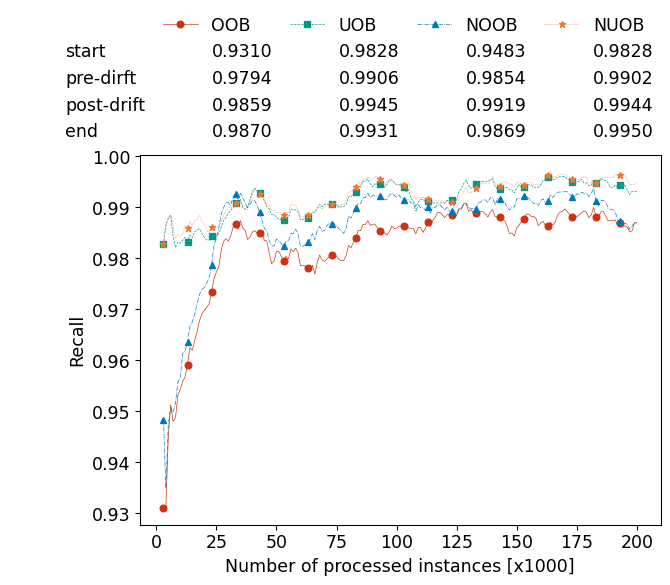 OOB UOB NOOB NUOB
start 0.9310 0.9828 0.9483 0.9828
pre-dirft 0.9794 0.9906 0.9854 0.9902
post-drift 0.9859 0.9945 0.9919 0.9944
end 0.9870 0.9931 0.9869 0.9950
1.00
0.99
0.98
0.97
0.96
0.95
0.94
0.93
Recall
0 25 50 75 100 125 150 175 200
Number of processed instances [x1000]